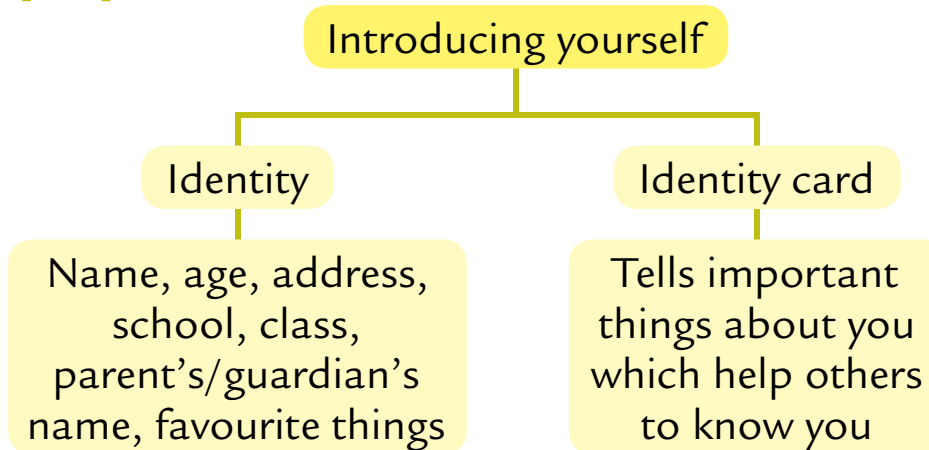 Introducing yourself
Identity
Identity card
Name, age, address,
school, class,
parent’s/guardian’s
name, favourite things
Tells important
things about you
which help others
to know you